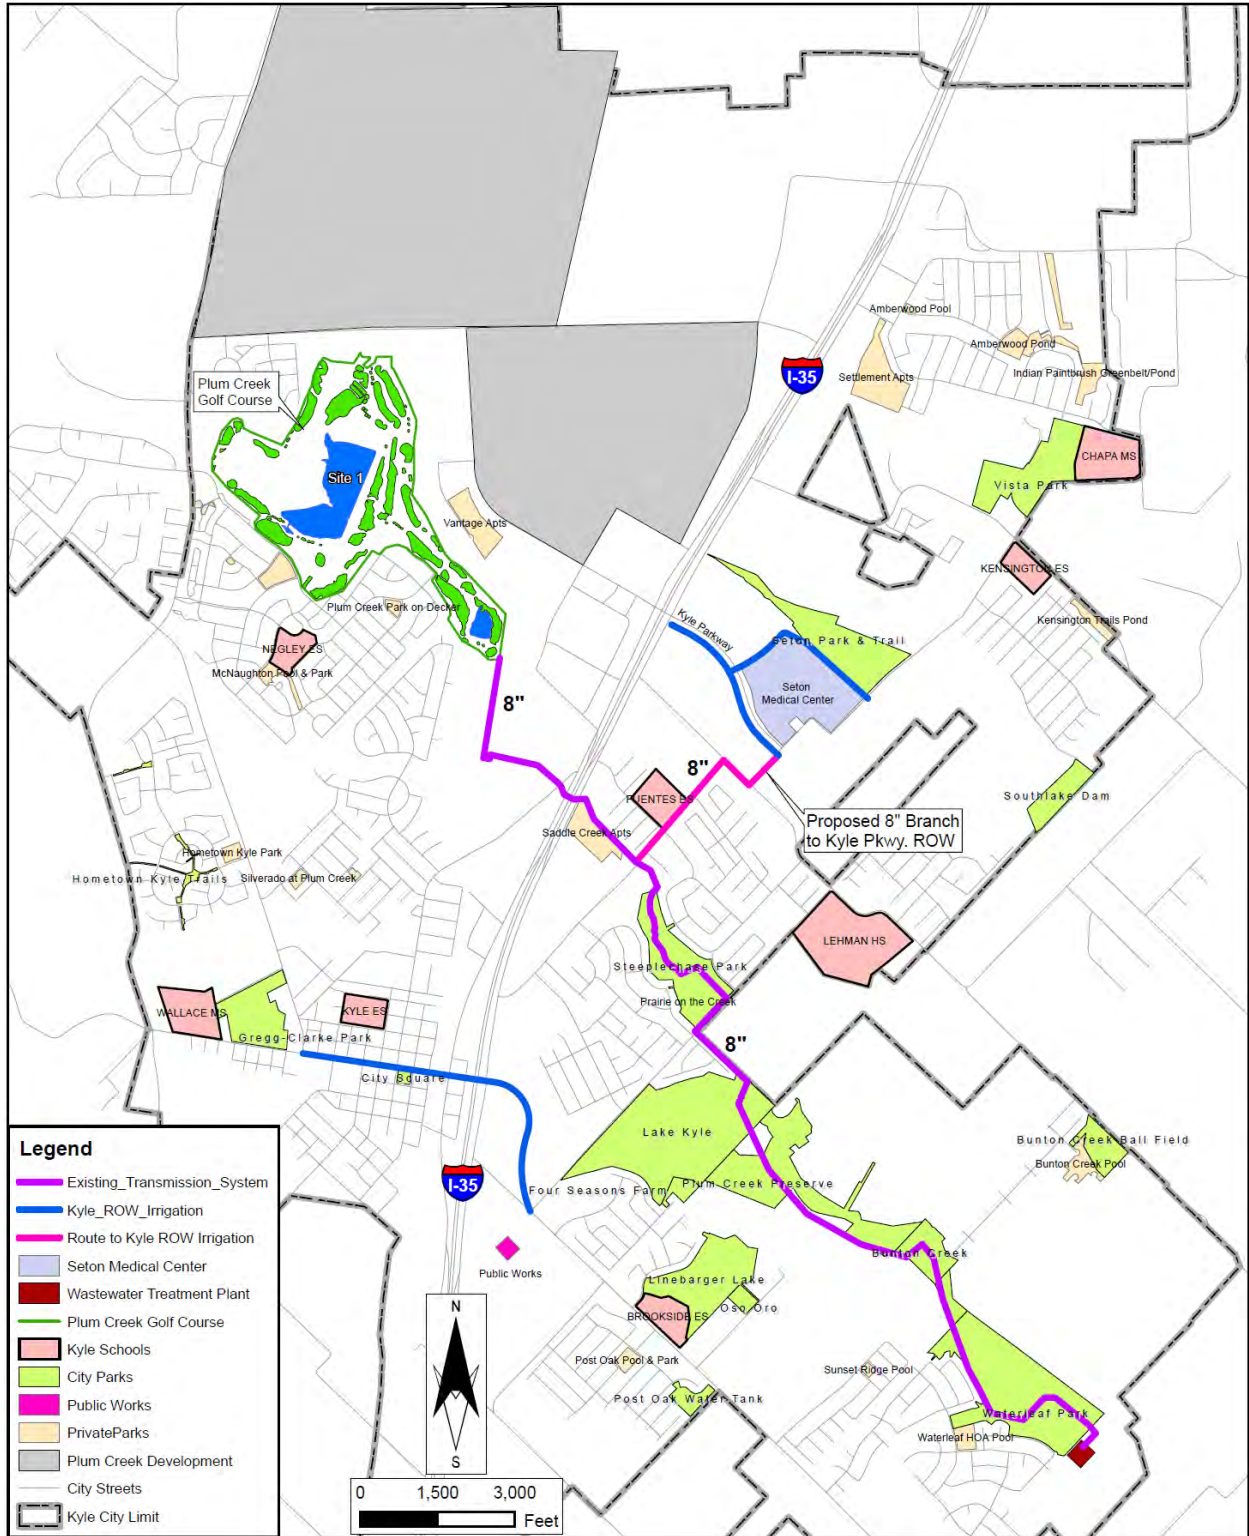 Amberwood Pool
Amberwood Pond
I-35
Settlement Apts
Indian Paintbrush Greenbelt/Pond
Plum Creek
Golf Course
CHAPA MS
Site 1
Vista Park
Vantage Apts
KENSINGTON ES
Plum Creek Park on Decker
Kyle Parkway
Kensington Trails Pond
Seton Park & Trail
NEGLEY ES
McNaughton Pool & Park
Seton
Medical Center
8"
8"
Southlake Dam
FUENTES ES
Proposed 8" Branch
to Kyle Pkwy. ROW
Saddle Creek Apts
Hometown Kyle Park
Hometown Kyle Trails
Silverado at Plum Creek
LEHMAN HS
Steeplechase Park
Prairie on the Creek
WALLACE MS
KYLE ES
Gregg-Clarke Park
8"
City Square
Lake Kyle
Bunton Creek Ball Field
Bunton Creek Pool
I-35
Four Seasons Farm
Plum Creek Preserve
Bunton Creek
Public Works
Linebarger Lake
Oso Oro
BROOKSIDE ES
Post Oak Pool & Park
Sunset Ridge Pool
Post Oak Water Tank
Waterleaf Park
Waterleaf HOA Pool
Legend
Existing_Transmission_System
Kyle_ROW_Irrigation
Route to Kyle ROW Irrigation
Seton Medical Center
Wastewater Treatment Plant
Plum Creek Golf Course
Kyle Schools
City Parks
Public Works
PrivateParks
Plum Creek Development
City Streets
Kyle City Limit
N
S
0 1,500 3,000
Feet